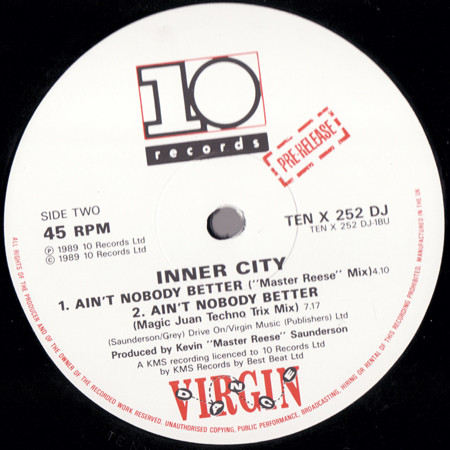 10
records
PRE-RELEASE
SIDE TWO
45 RPM
℗ 1989 10 Records Ltd
© 1989 10 Records Ltd
TEN X 252 DJ
TEN X 252 DJ-1BU
INNER CITY
1. AIN'T NOBODY BETTER ("Master Reese" Mix) 4.10
2. AIN'T NOBODY BETTER
(Magic Juan Techno Trix Mix) 7.17
(Saunderson/Grey) Drive On/Virgin Music (Publishers) Ltd
Produced by Kevin "Master Reese" Saunderson
A KMS recording licenced to 10 Records Ltd
by KMS Records by Best Beat Ltd
VIRGIN
DANCE
ALL RIGHTS OF THE PRODUCER AND OF THE OWNER OF THE RECORDED WORK RESERVED. UNAUTHORISED COPYING, PUBLIC PERFORMANCE, BROADCASTING, HIRING OR RENTAL OF THIS RECORDING PROHIBITED. MANUFACTURED IN THE UK